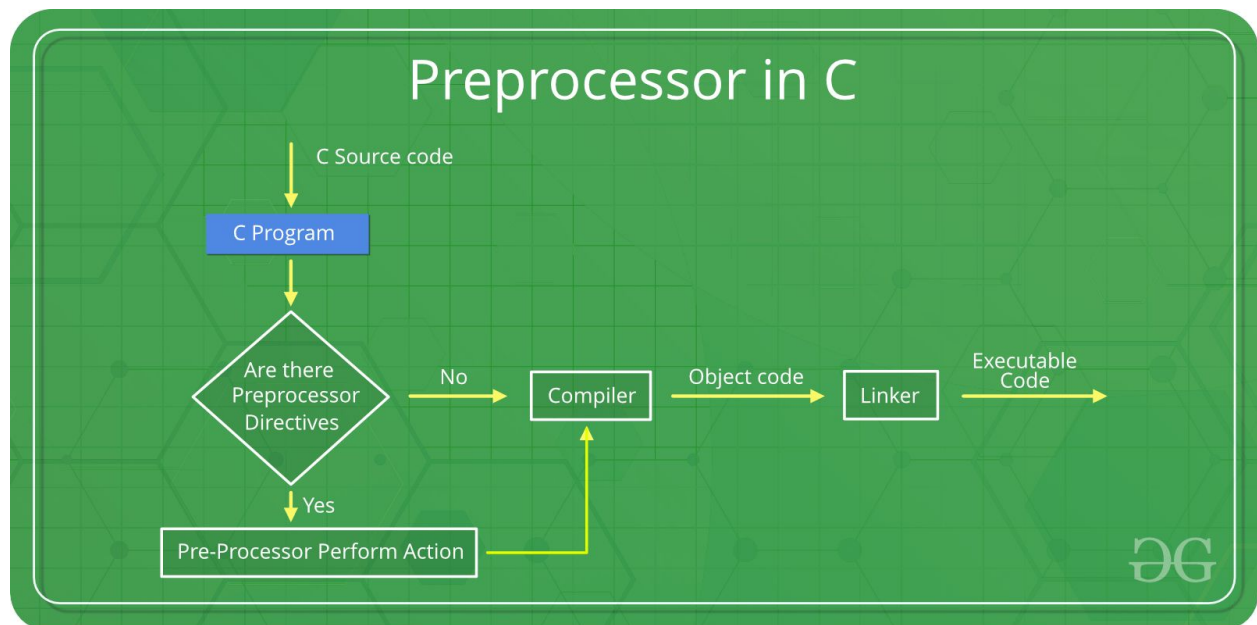 Preprocessor in C
C Source code
C Program
Are there
Preprocessor
Directives
No
Compiler
Object code
Linker
Executable
Code
Yes
Pre-Processor Perform Action